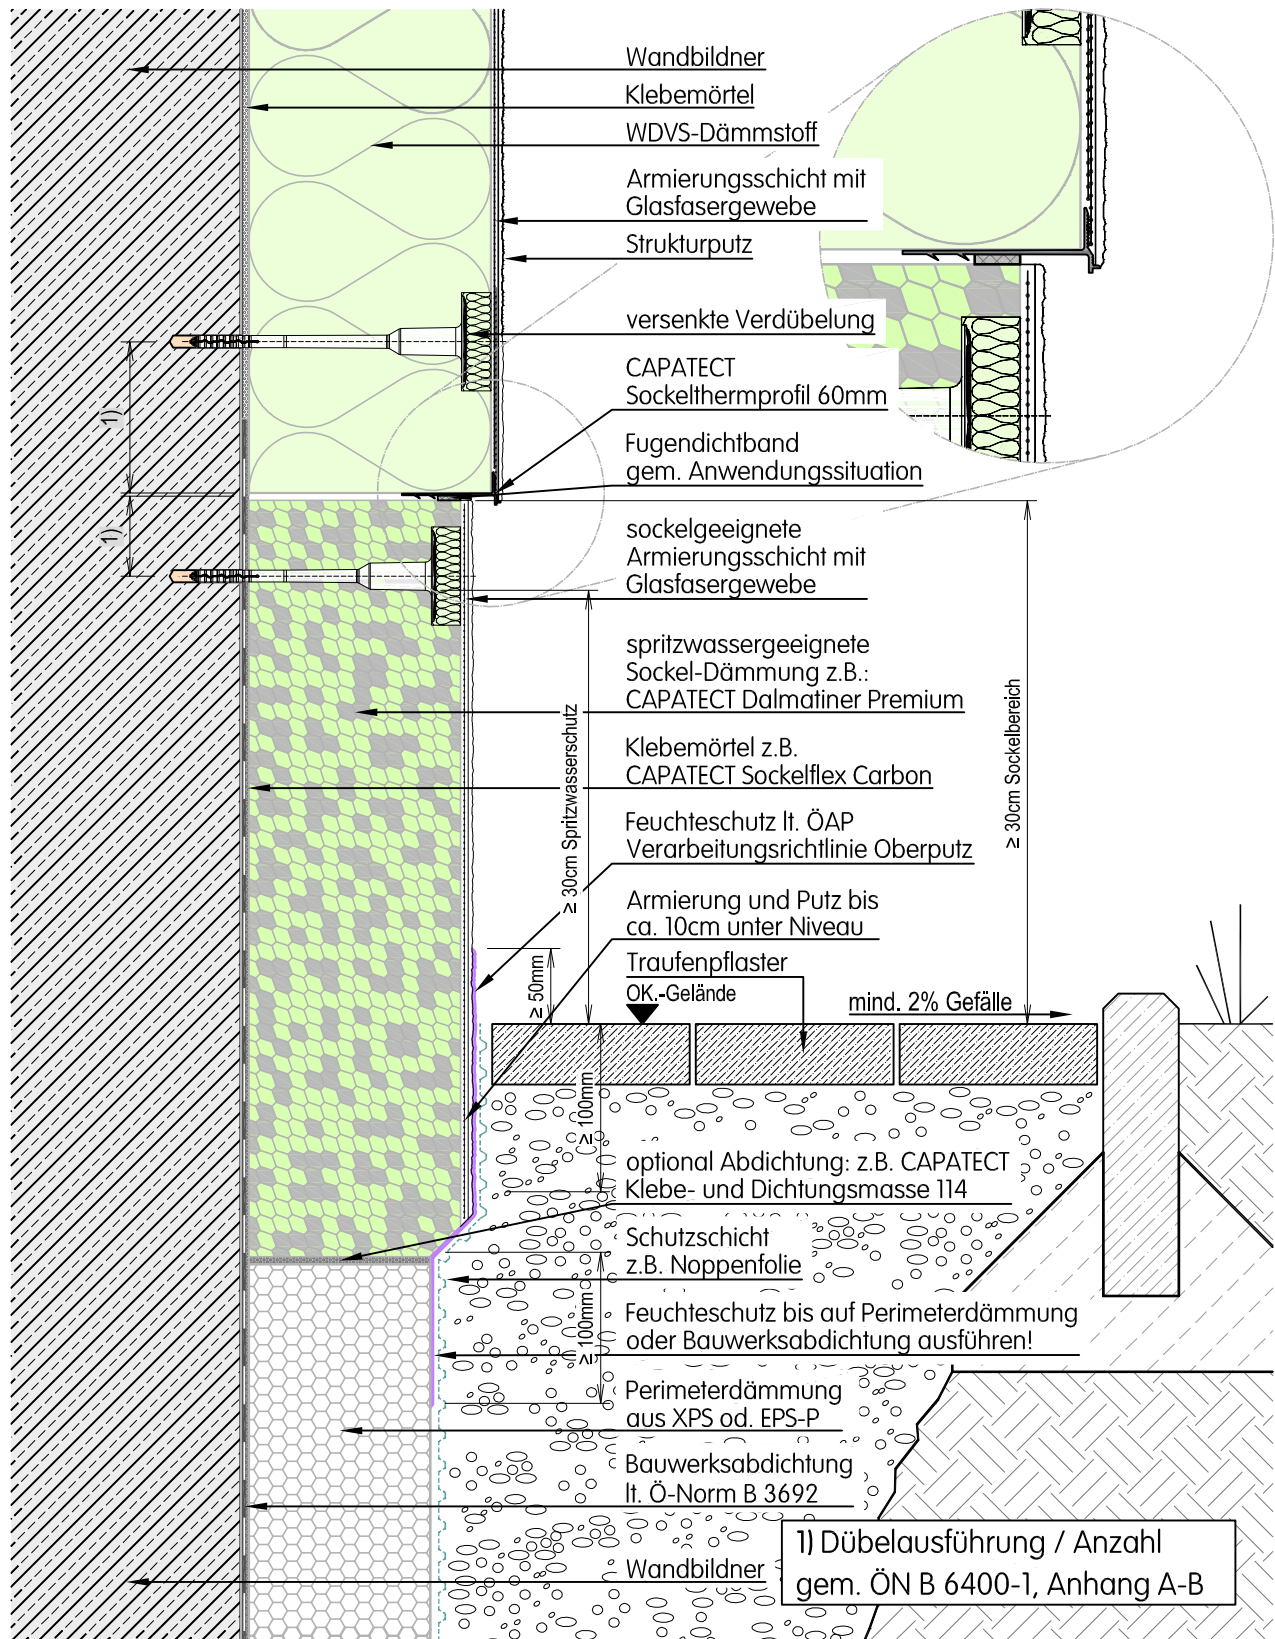 Wandbildner
Klebemörtel
WDVS-Dämmstoff
Armierungsschicht mit
Glasfasergewebe
Strukturputz
versenkte Verdübelung
CAPATECT
Sockelthermprofil 60mm
Fugendichtband
gem. Anwendungssituation
sockelgeeignete
Armierungsschicht mit
Glasfasergewebe
spritzwassergeeignete
Sockel-Dämmung z.B.:
CAPATECT Dalmatiner Premium
Klebemörtel z.B.
CAPATECT Sockelflex Carbon
Feuchteschutz lt. ÖAP
Verarbeitungsrichtlinie Oberputz
Armierung und Putz bis
ca. 10cm unter Niveau
Traufenpflaster
OK.-Gelände
mind. 2% Gefälle
optional Abdichtung: z.B. CAPATECT
Klebe- und Dichtungsmasse 114
Schutzschicht
z.B. Noppenfolie
Feuchteschutz bis auf Perimeterdämmung
oder Bauwerksabdichtung ausführen!
Perimeterdämmung
aus XPS od. EPS-P
Bauwerksabdichtung
lt. Ö-Norm B 3692
Wandbildner
1) Dübelausführung / Anzahl
gem. ÖN B 6400-1, Anhang A-B
1)
1)
≥ 30cm Spritzwasserschutz
≥ 30cm Sockelbereich
≥ 50mm
≥ 100mm
≥ 100mm